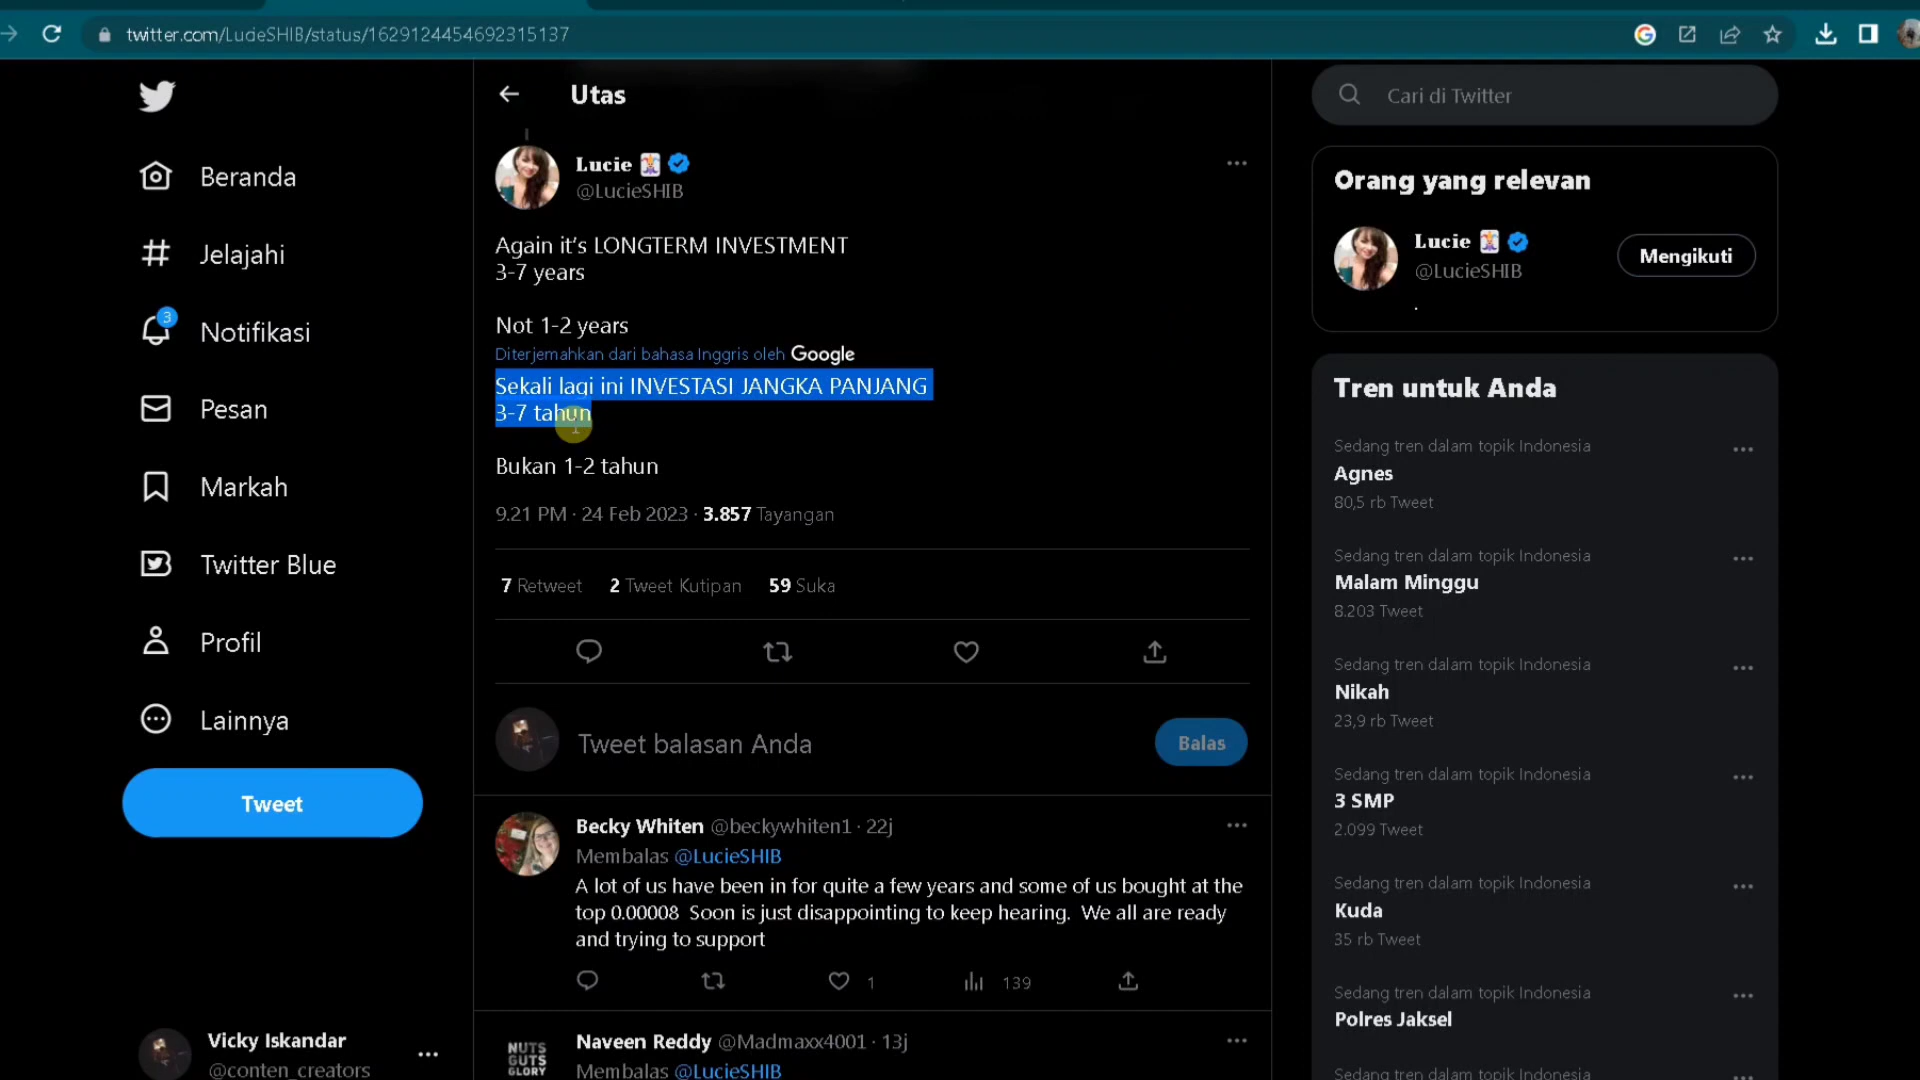 twitter.com/LucieSHIB/status/1629124454692315137
Utas
Cari di Twitter
Beranda
Jelajahi
3
Notifikasi
Pesan
Markah
Twitter Blue
Profil
Lainnya
Tweet
Vicky Iskandar
@conten_creators
Lucie
@LucieSHIB
Again it’s LONGTERM INVESTMENT
3-7 years
Not 1-2 years
Diterjemahkan dari bahasa Inggris oleh Google
Sekali lagi ini INVESTASI JANGKA PANJANG
3-7 tahun
Bukan 1-2 tahun
9.21 PM · 24 Feb 2023 · 3.857 Tayangan
7 Retweet 2 Tweet Kutipan 59 Suka
Tweet balasan Anda
Balas
Becky Whiten @beckywhiten1 · 22j
Membalas @LucieSHIB
A lot of us have been in for quite a few years and some of us bought at the
top 0.00008 Soon is just disappointing to keep hearing. We all are ready
and trying to support
1
139
NUTS
GUTS
GLORY
Naveen Reddy @Madmaxx4001 · 13j
Membalas @LucieSHIB
Orang yang relevan
Lucie
@LucieSHIB
Mengikuti
.
Tren untuk Anda
Sedang tren dalam topik Indonesia
Agnes
80,5 rb Tweet
Sedang tren dalam topik Indonesia
Malam Minggu
8.203 Tweet
Sedang tren dalam topik Indonesia
Nikah
23,9 rb Tweet
Sedang tren dalam topik Indonesia
3 SMP
2.099 Tweet
Sedang tren dalam topik Indonesia
Kuda
35 rb Tweet
Sedang tren dalam topik Indonesia
Polres Jaksel
Sedang tren dalam topik Indonesia